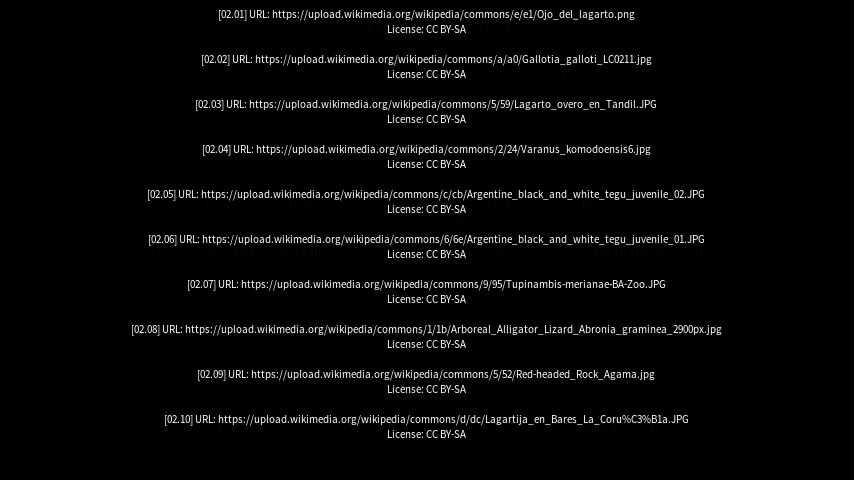 [02.01] URL: https://upload.wikimedia.org/wikipedia/commons/e/e1/Ojo_del_lagarto.png
License: CC BY-SA
[02.02] URL: https://upload.wikimedia.org/wikipedia/commons/a/a0/Gallotia_galloti_LC0211.jpg
License: CC BY-SA
[02.03] URL: https://upload.wikimedia.org/wikipedia/commons/5/59/Lagarto_overo_en_Tandil.JPG
License: CC BY-SA
[02.04] URL: https://upload.wikimedia.org/wikipedia/commons/2/24/Varanus_komodoensis6.jpg
License: CC BY-SA
[02.05] URL: https://upload.wikimedia.org/wikipedia/commons/c/cb/Argentine_black_and_white_tegu_juvenile_02.JPG
License: CC BY-SA
[02.06] URL: https://upload.wikimedia.org/wikipedia/commons/6/6e/Argentine_black_and_white_tegu_juvenile_01.JPG
License: CC BY-SA
[02.07] URL: https://upload.wikimedia.org/wikipedia/commons/9/95/Tupinambis-merianae-BA-Zoo.JPG
License: CC BY-SA
[02.08] URL: https://upload.wikimedia.org/wikipedia/commons/1/1b/Arboreal_Alligator_Lizard_Abronia_graminea_2900px.jpg
License: CC BY-SA
[02.09] URL: https://upload.wikimedia.org/wikipedia/commons/5/52/Red-headed_Rock_Agama.jpg
License: CC BY-SA
[02.10] URL: https://upload.wikimedia.org/wikipedia/commons/d/dc/Lagartija_en_Bares_La_Coru%C3%B1a.JPG
License: CC BY-SA